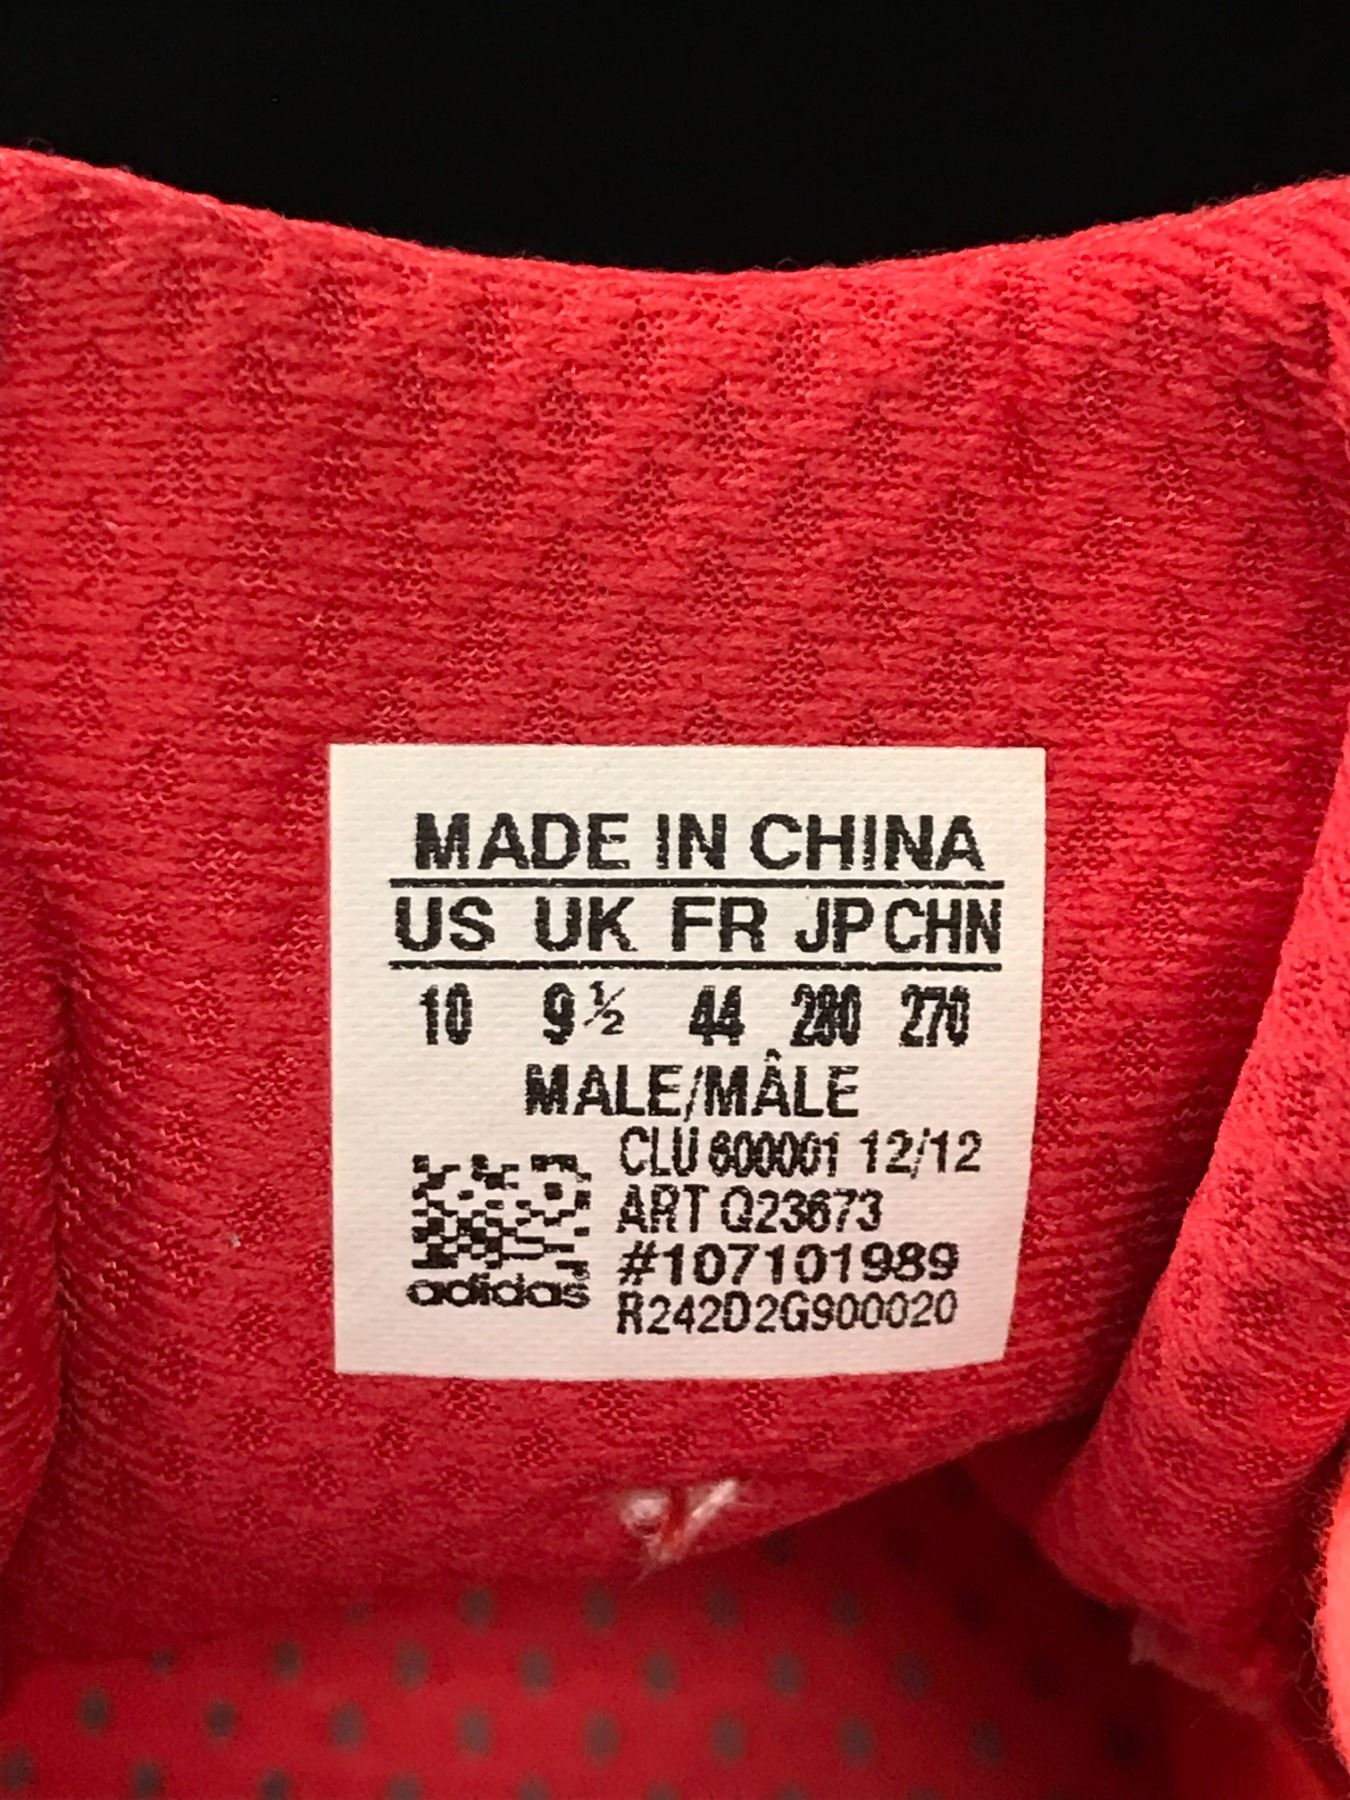 MADE IN CHINA
US UK FR JP CHN
10 9½ 44 280 270
MALE/MÂLE
CLU 600001 12/12
ART Q23673
#107101989
R242D2G900020
adidas